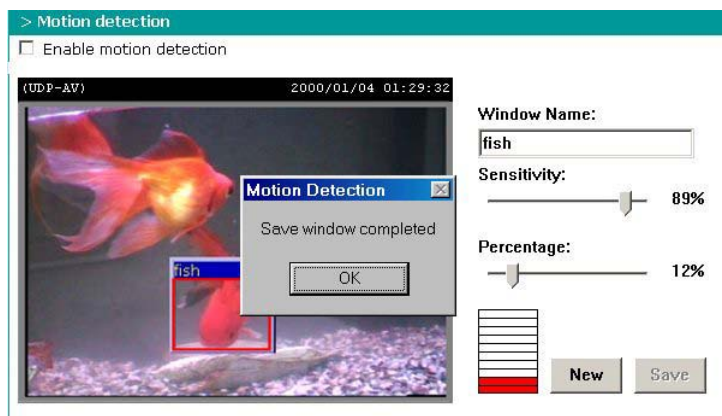 > Motion detection
Enable motion detection
(UDP-AV) 2000/01/04 01:29:32
Window Name:
fish
Sensitivity:
89%
Percentage:
12%
Motion Detection
Save window completed
OK
fish
New Save